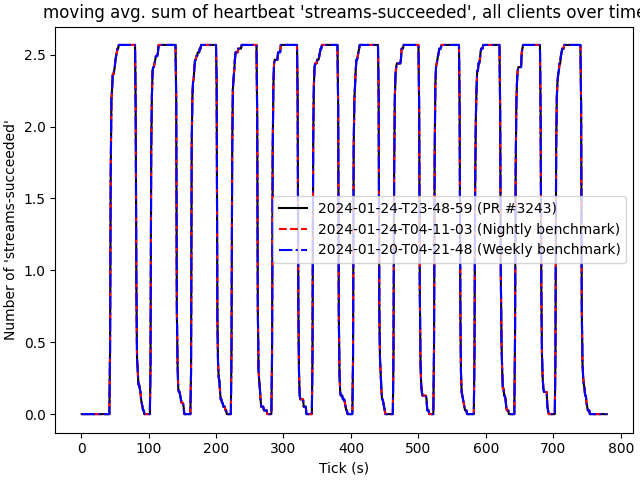 moving avg. sum of heartbeat 'streams-succeeded', all clients over time
2.5
2.0
1.5
1.0
0.5
0.0
Number of 'streams-succeeded'
2024-01-24-T23-48-59 (PR #3243)
2024-01-24-T04-11-03 (Nightly benchmark)
2024-01-20-T04-21-48 (Weekly benchmark)
0 100 200 300 400 500 600 700 800
Tick (s)